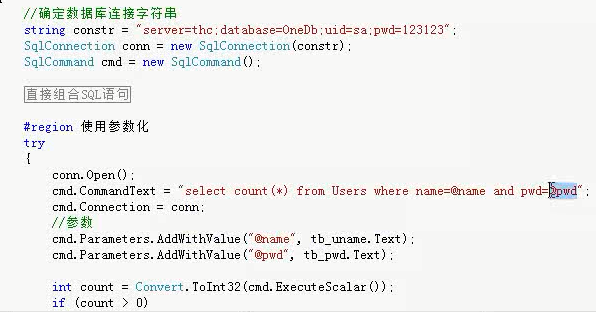 //确定数据库连接字符串
string constr = "server=thc;database=OneDb;uid=sa;pwd=123123";
SqlConnection conn = new SqlConnection(constr);
SqlCommand cmd = new SqlCommand();
直接组合SQL语句
#region 使用参数化
try
{
conn.Open();
cmd.CommandText = "select count(*) from Users where name=@name and pwd=@pwd";
cmd.Connection = conn;
//参数
cmd.Parameters.AddWithValue("@name", tb_uname.Text);
cmd.Parameters.AddWithValue("@pwd", tb_pwd.Text);
int count = Convert.ToInt32(cmd.ExecuteScalar());
if (count > 0)